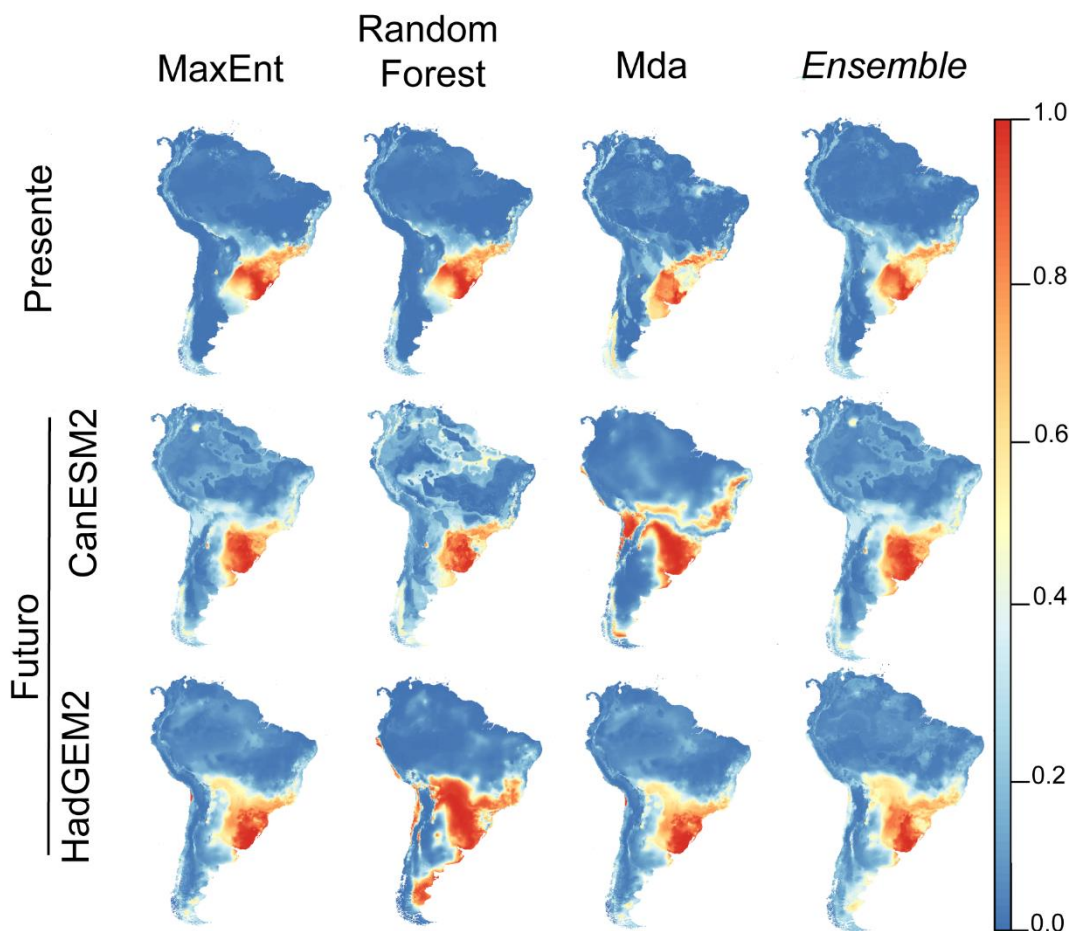 MaxEnt
Random
Forest
Mda
Ensemble
Presente
Futuro
CanESM2
HadGEM2
1.0
0.8
0.6
0.4
0.2
0.0